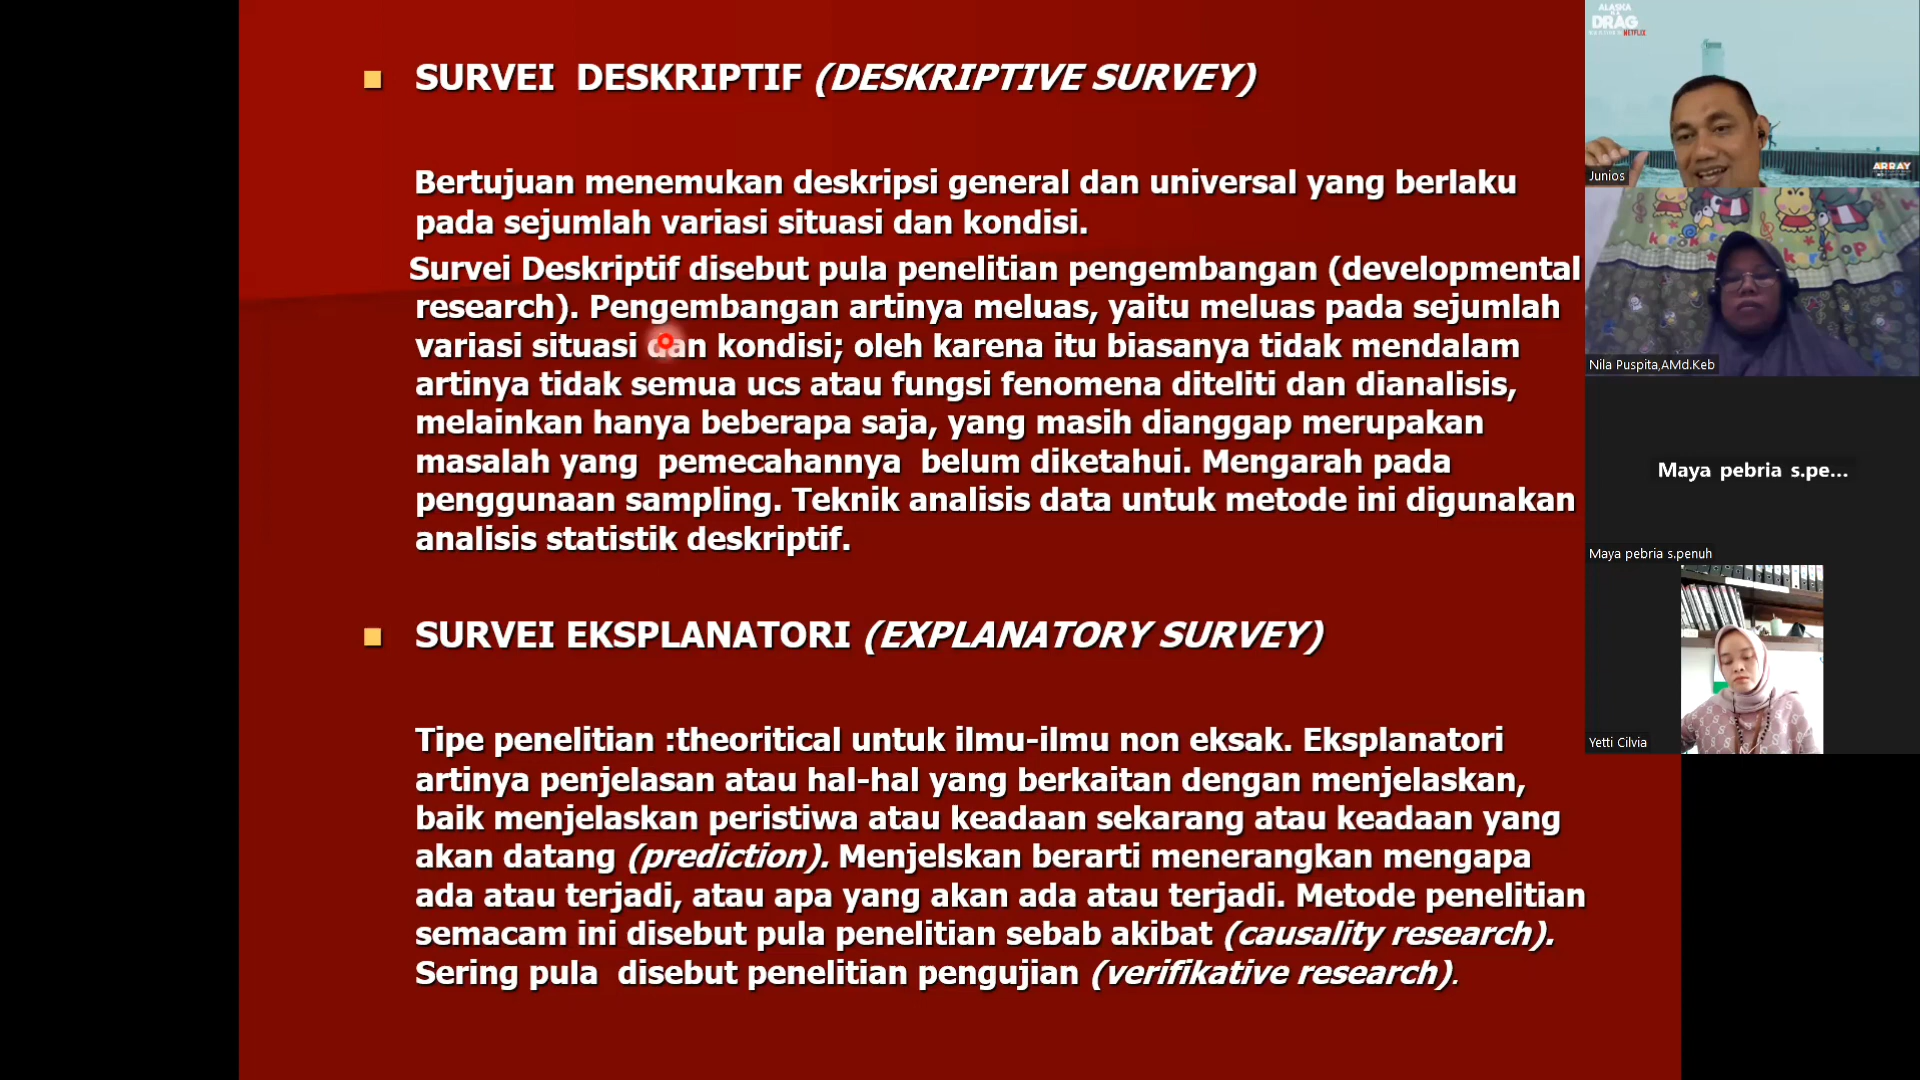 SURVEI DESKRIPTIF (DESKRIPTIVE SURVEY)
Bertujuan menemukan deskripsi general dan universal yang berlaku
pada sejumlah variasi situasi dan kondisi.
Survei Deskriptif disebut pula penelitian pengembangan (developmental
research). Pengembangan artinya meluas, yaitu meluas pada sejumlah
variasi situasi dan kondisi; oleh karena itu biasanya tidak mendalam
artinya tidak semua ucs atau fungsi fenomena diteliti dan dianalisis,
melainkan hanya beberapa saja, yang masih dianggap merupakan
masalah yang pemecahannya belum diketahui. Mengarah pada
penggunaan sampling. Teknik analisis data untuk metode ini digunakan
analisis statistik deskriptif.
SURVEI EKSPLANATORI (EXPLANATORY SURVEY)
Tipe penelitian :theoritical untuk ilmu-ilmu non eksak. Eksplanatori
artinya penjelasan atau hal-hal yang berkaitan dengan menjelaskan,
baik menjelaskan peristiwa atau keadaan sekarang atau keadaan yang
akan datang (prediction). Menjelskan berarti menerangkan mengapa
ada atau terjadi, atau apa yang akan ada atau terjadi. Metode penelitian
semacam ini disebut pula penelitian sebab akibat (causality research).
Sering pula disebut penelitian pengujian (verifikative research).
ALASKA
DRAG
NETFLIX
ARRAY
Junios
Nila Puspita,AMd.Keb
Maya pebria s.pe...
Maya pebria s.penuh
Yetti Cilvia